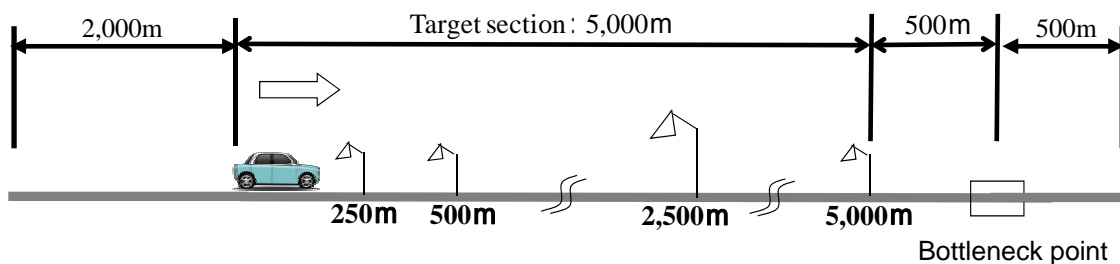 2,000m
Target section: 5,000m
500m
500m
250m
500m
2,500m
5,000m
Bottleneck point